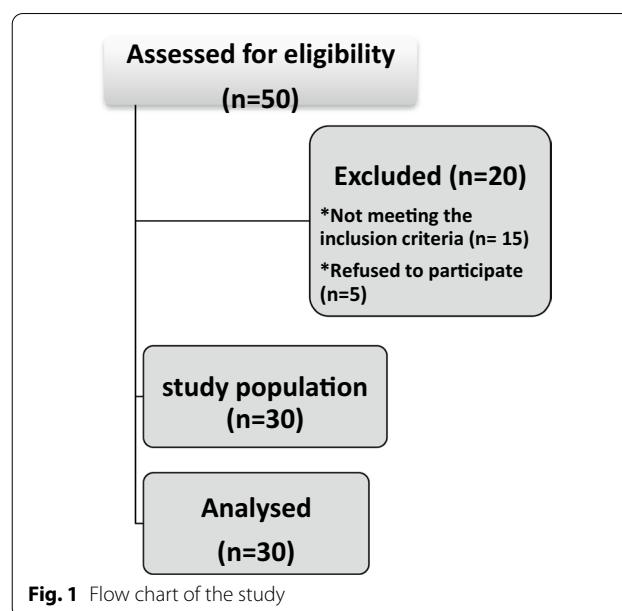 Assessed for eligibility
(n=50)
Excluded (n=20)
*Not meeting the
inclusion criteria (n= 15)
*Refused to participate
(n=5)
study population
(n=30)
Analysed
(n=30)
Fig. 1 Flow chart of the study